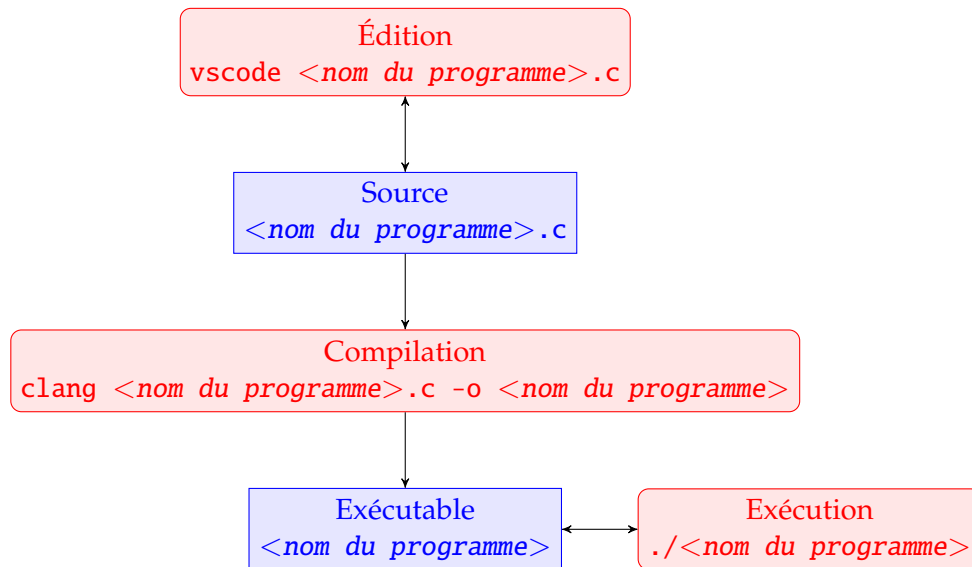 Édition
vscode <nom du programme>.c
Source
<nom du programme>.c
Compilation
clang <nom du programme>.c -o <nom du programme>
Exécutable
<nom du programme>
Exécution
./<nom du programme>